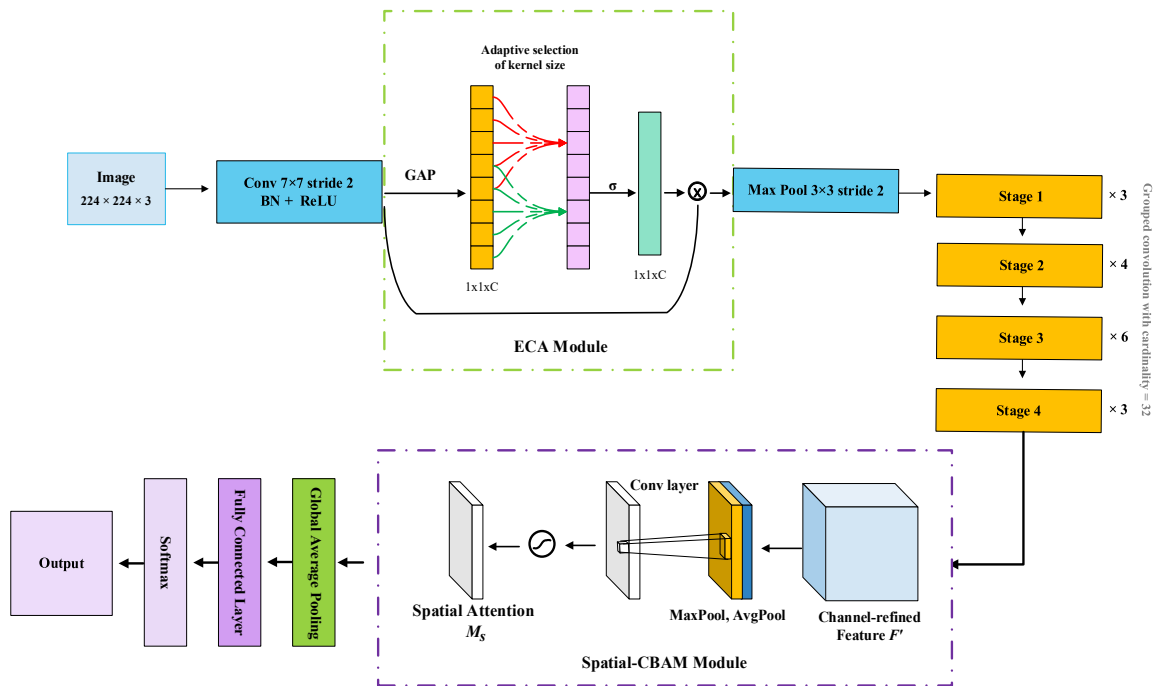 Adaptive selection
of kernel size
Image
224 × 224 × 3
Conv 7×7 stride 2
BN + ReLU
GAP
σ
1x1xC
1x1xC
ECA Module
Max Pool 3×3 stride 2
Stage 1
× 3
Stage 2
× 4
Stage 3
× 6
Stage 4
× 3
Grouped convolution with cardinality = 32
Channel-refined
Feature F'
MaxPool, AvgPool
Conv layer
Spatial Attention
Ms
Spatial-CBAM Module
Global Average Pooling
Fully Connected Layer
Softmax
Output